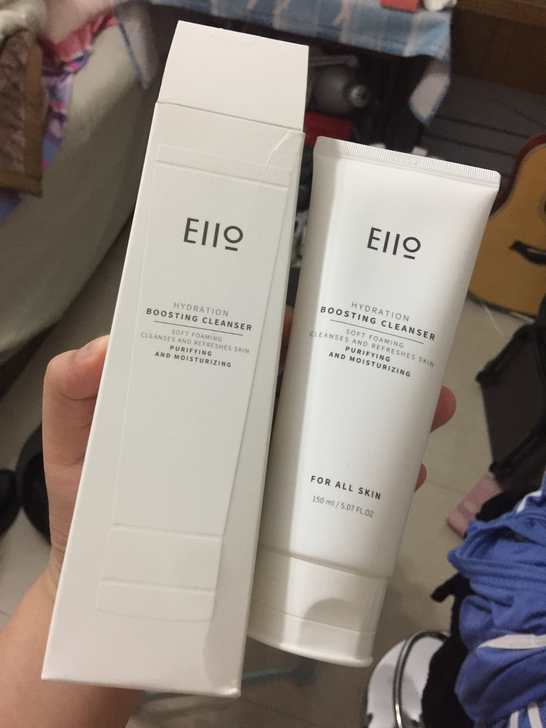 EIIO
HYDRATION
BOOSTING CLEANSER
SOFT FOAMING
CLEANSES AND REFRESHES SKIN
PURIFYING
AND MOISTURIZING
EIIO
HYDRATION
BOOSTING CLEANSER
SOFT FOAMING
CLEANSES AND REFRESHES SKIN
PURIFYING
AND MOISTURIZING
FOR ALL SKIN
150 ml / 5.07 FL.OZ